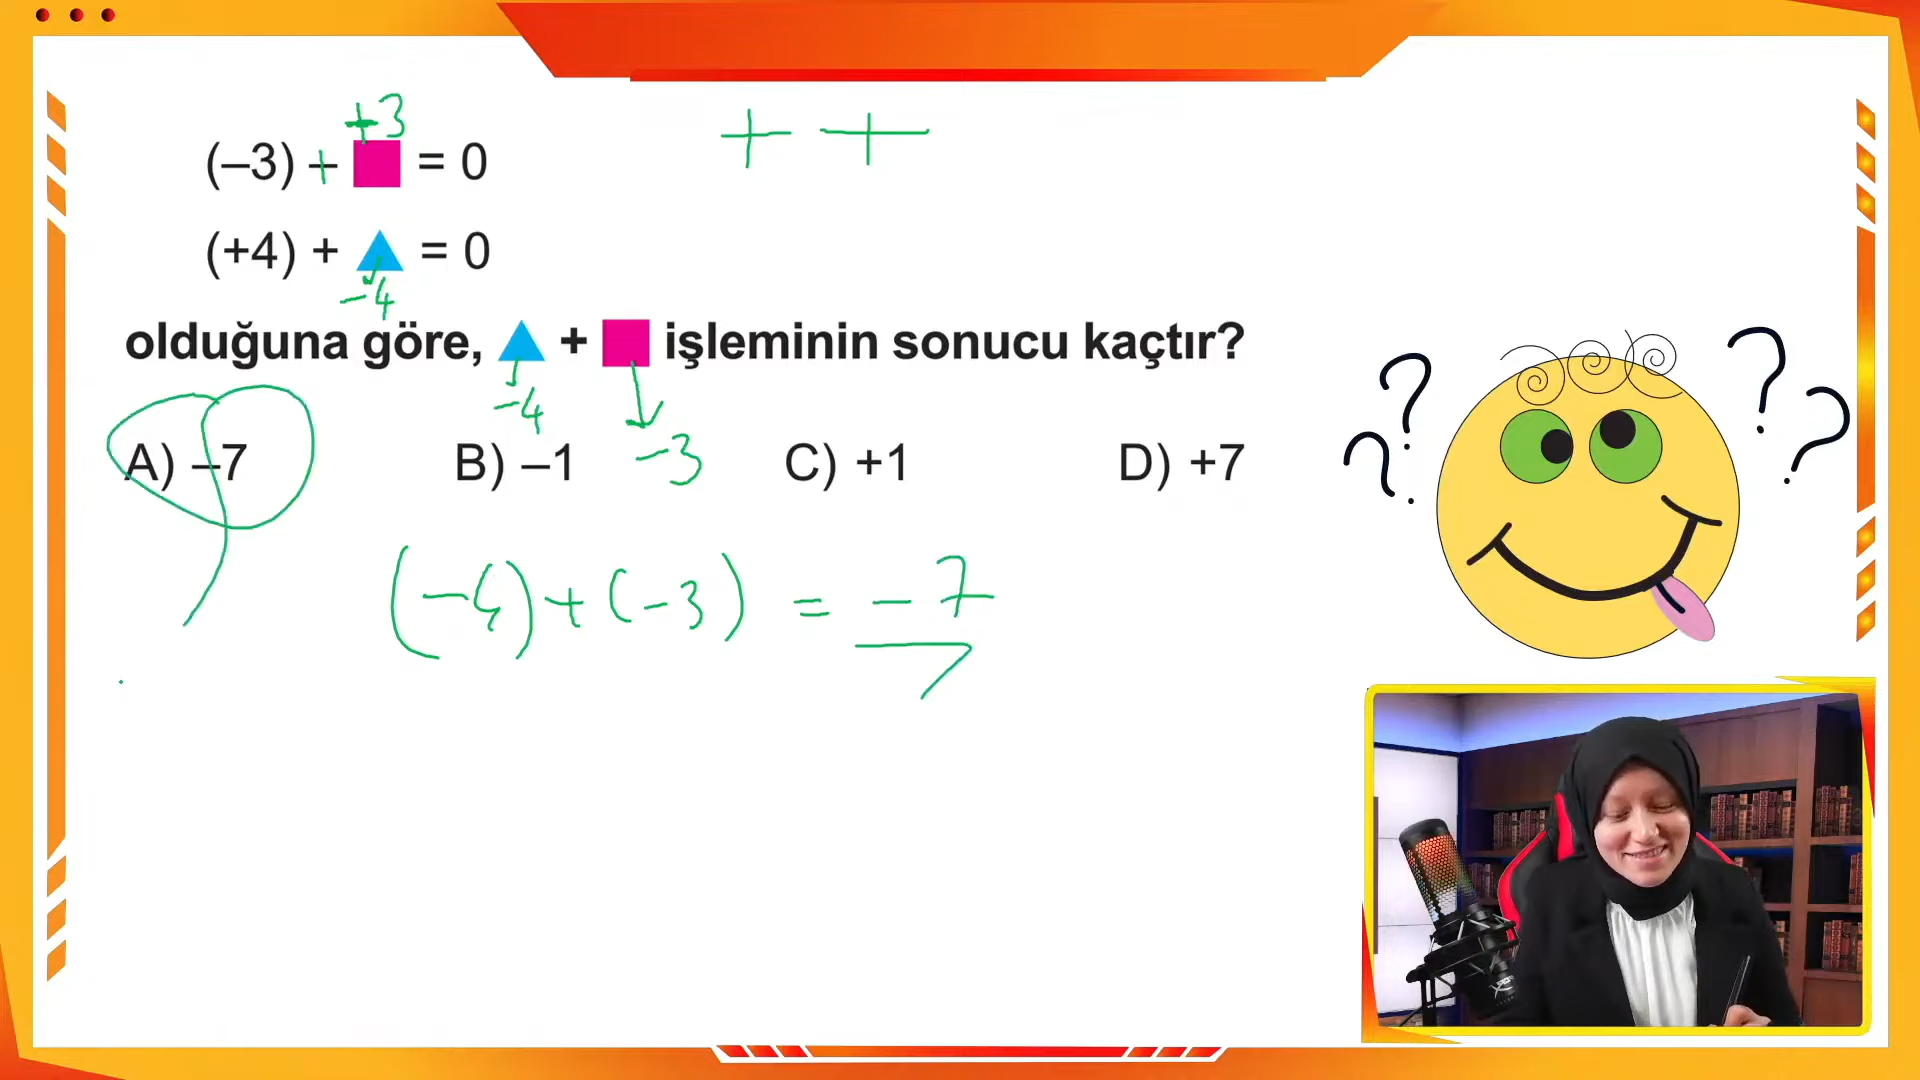 +3
(–3) – + = 0
+ +
(+4) + = 0
-4
olduğuna göre, + işleminin sonucu kaçtır?
-4
-3
A) –7 B) –1 C) +1 D) +7
(-4)+(-3) = -7
? ? ? ?